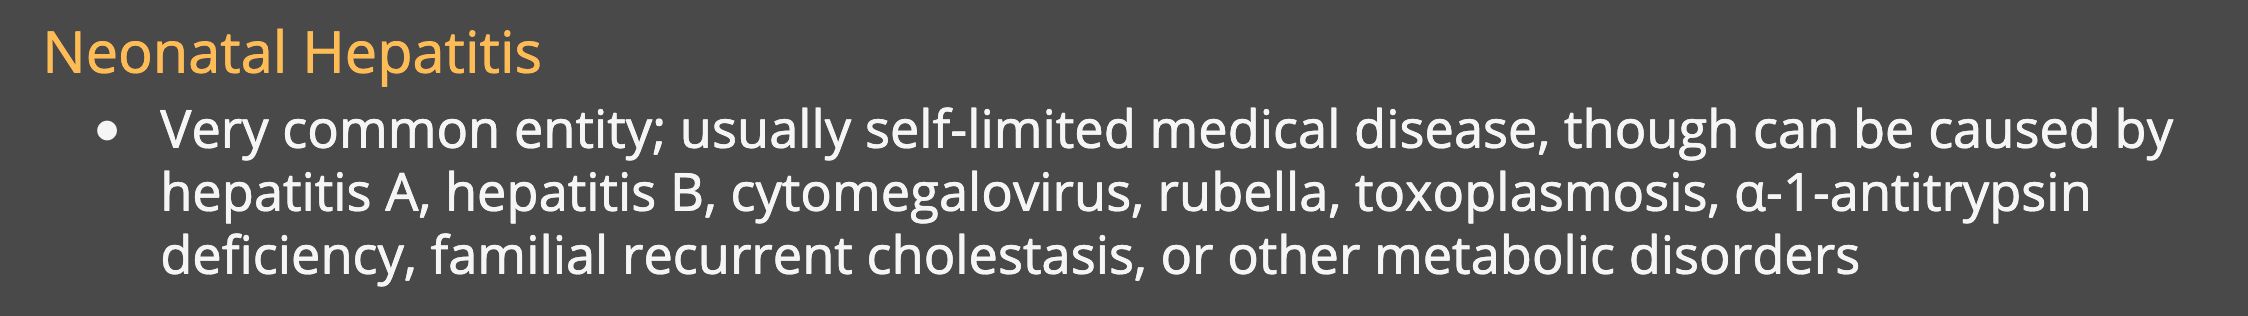 Neonatal Hepatitis
• Very common entity; usually self-limited medical disease, though can be caused by
hepatitis A, hepatitis B, cytomegalovirus, rubella, toxoplasmosis, α-1-antitrypsin
deficiency, familial recurrent cholestasis, or other metabolic disorders